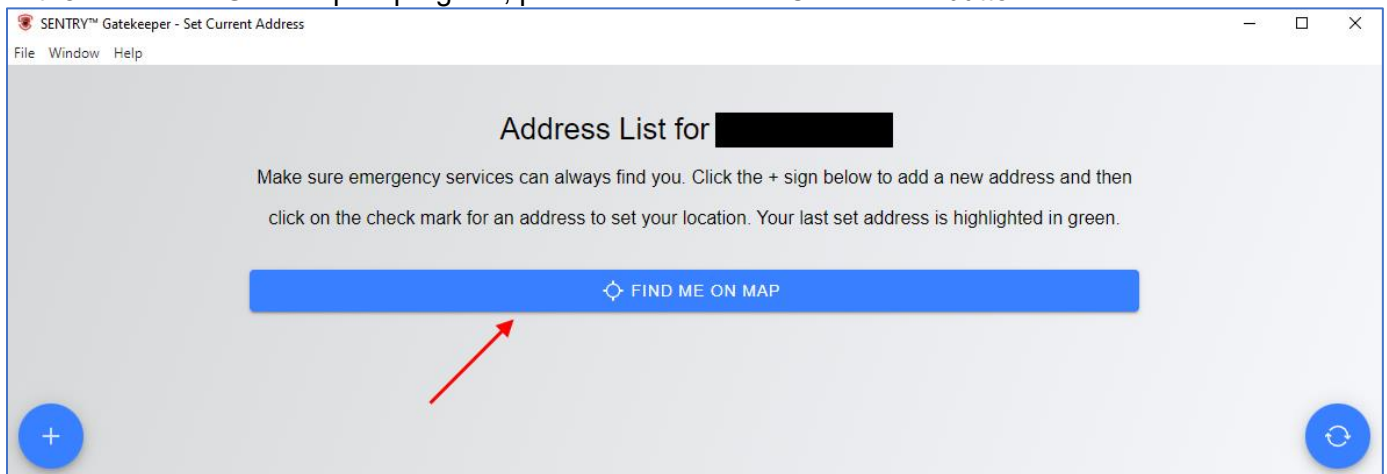 SENTRY™ Gatekeeper - Set Current Address
File Window Help
Address List for
Make sure emergency services can always find you. Click the + sign below to add a new address and then
click on the check mark for an address to set your location. Your last set address is highlighted in green.
FIND ME ON MAP